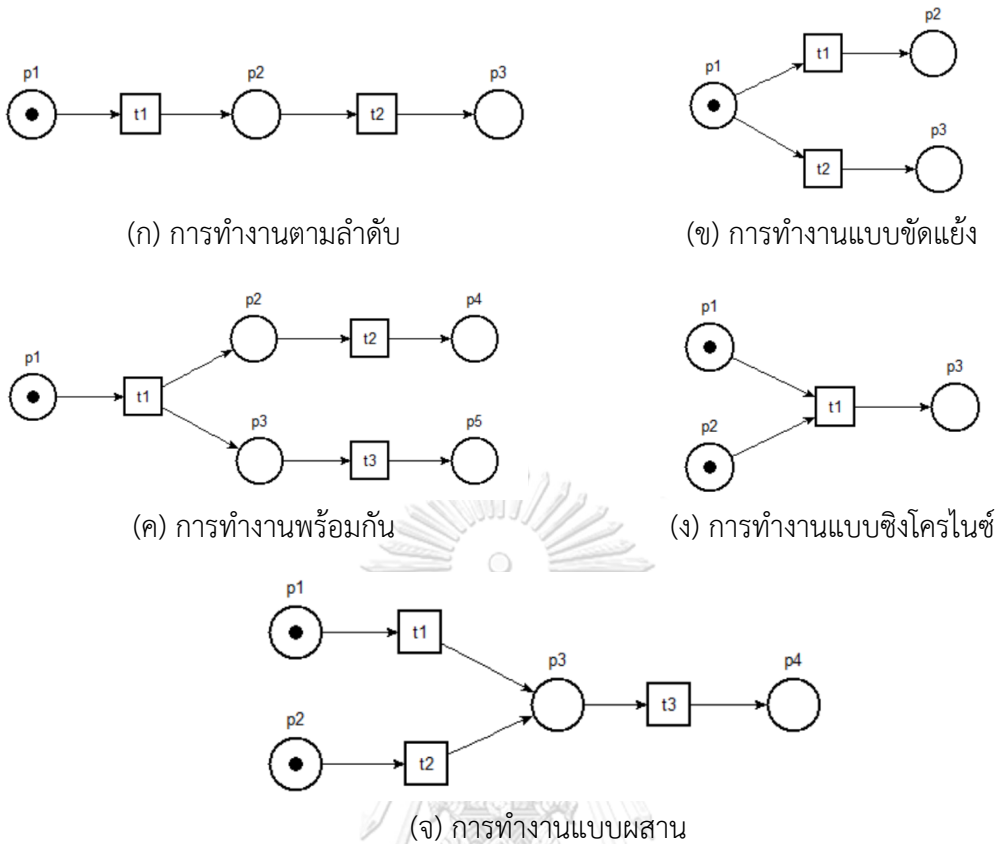 p1
t1
p2
t2
p3
p1
t1
p2
t2
p3
(ก) การทำงานตามลำดับ
(ข) การทำงานแบบขัดแย้ง
p1
t1
p2
t2
p4
p3
t3
p5
p1
p2
t1
p3
(ค) การทำงานพร้อมกัน
(ง) การทำงานแบบซิงโครไนซ์
p1
t1
p2
t2
p3
t3
p4
(จ) การทำงานแบบผสาน